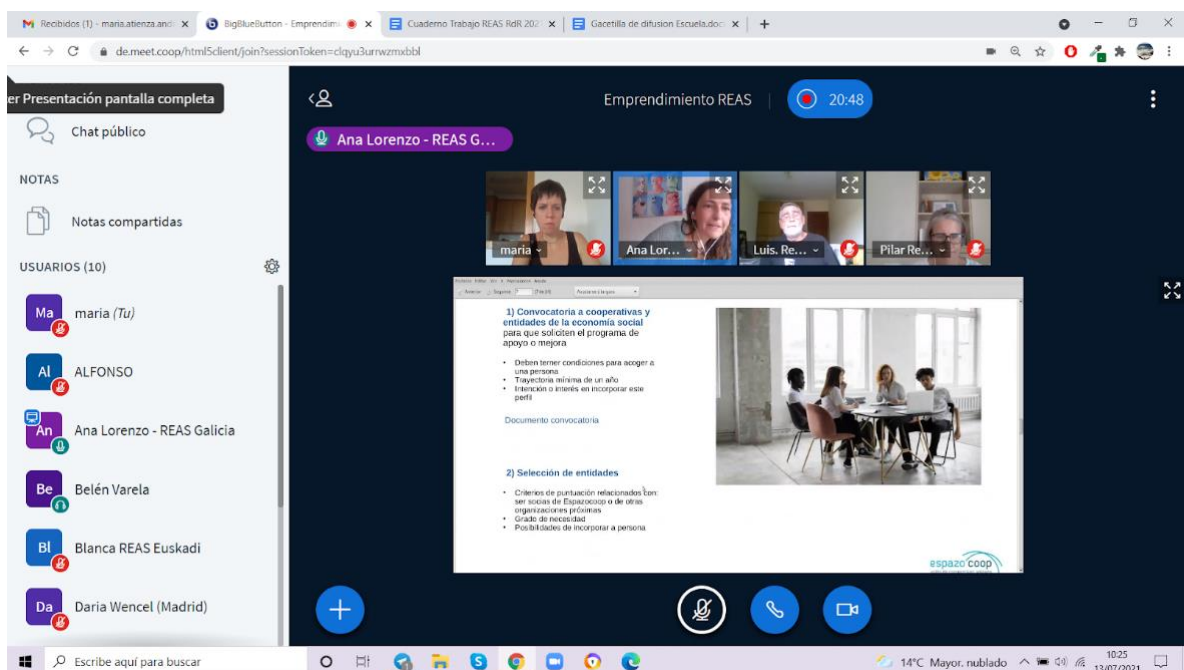 Recibidos (1) - maria.atienza.and
BigBlueButton - Emprendimi
Cuaderno Trabajo REAS RdR 202
Gacetilla de difusion Escuela.doc
de.meet.coop/html5client/join?sessionToken=clqyu3urrwzmxbbl
er Presentación pantalla completa
Chat público
NOTAS
Notas compartidas
USUARIOS (10)
Ma
maria (Tu)
Al
ALFONSO
An
Ana Lorenzo - REAS Galicia
Be
Belén Varela
Bl
Blanca REAS Euskadi
Da
Daria Wencel (Madrid)
Emprendimiento REAS
20:48
Ana Lorenzo - REAS G...
maria
Ana Lor...
Luis. Re...
Pilar Re...
1) Convocatoria a cooperativas y
entidades de la economía social
para que soliciten el programa de
apoyo o mejora
• Deben terner condiciones para acoger a
una persona
• Trayectoria mínima de un año
• Intención o interés en incorporar este
perfil
Documento convocatoria
2) Selección de entidades
• Criterios de puntuación relacionados con:
ser socias de Espazocoop o de otras
organizaciones próximas
• Grado de necesidad
• Posibilidades de incorporar a persona
espazo coop
Escribe aquí para buscar
14°C Mayor. nublado
10:25
13/07/2021